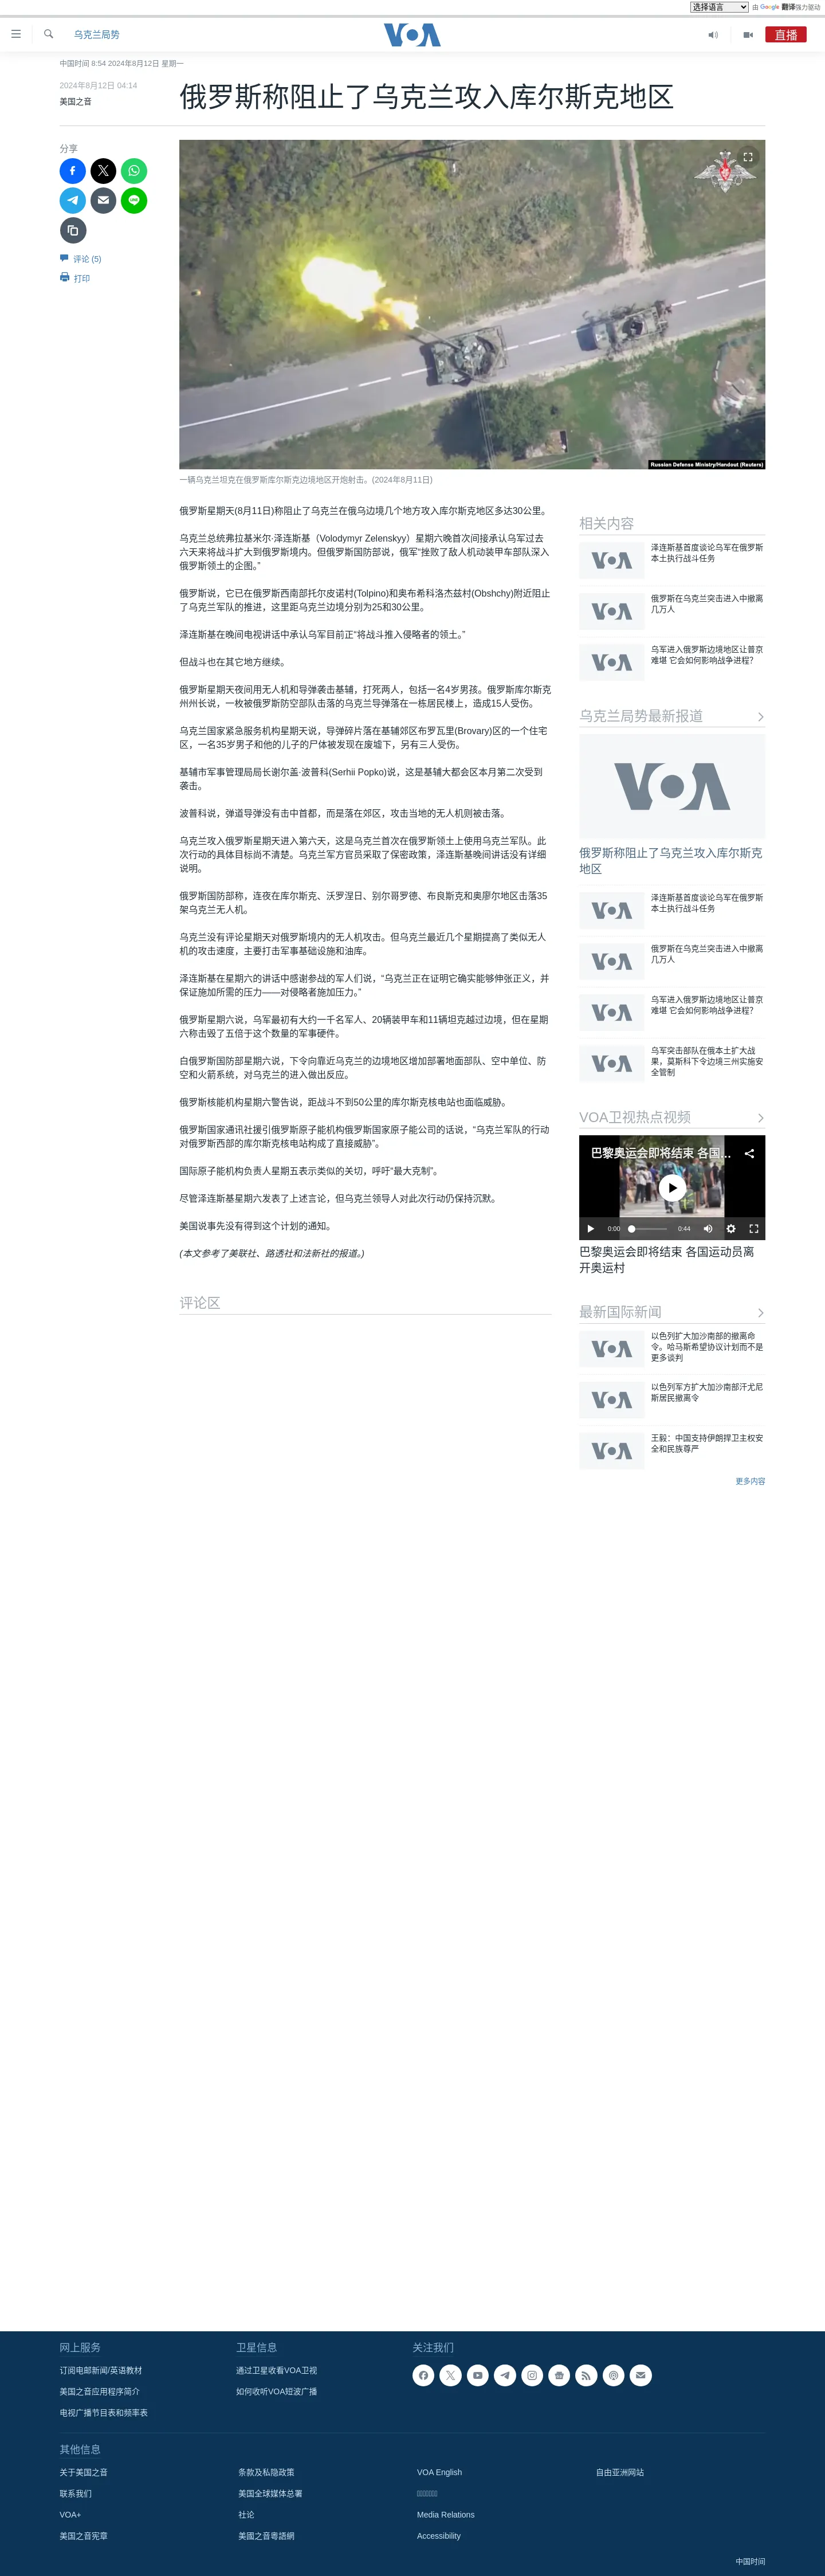 选择语言 由 Google 翻译强力驱动
乌克兰局势 VOA 直播
中国时间 8:54 2024年8月12日 星期一
2024年8月12日 04:14
美国之音
俄罗斯称阻止了乌克兰攻入库尔斯克地区
分享
评论 (5)
打印
Russian Defense Ministry/Handout (Reuters)
一辆乌克兰坦克在俄罗斯库尔斯克边境地区开炮射击。(2024年8月11日)
俄罗斯星期天(8月11日)称阻止了乌克兰在俄乌边境几个地方攻入库尔斯克地区多达30公里。
乌克兰总统弗拉基米尔·泽连斯基（Volodymyr Zelenskyy）星期六晚首次间接承认乌军过去
六天来将战斗扩大到俄罗斯境内。但俄罗斯国防部说，俄军“挫败了敌人机动装甲车部队深入
俄罗斯领土的企图。”
俄罗斯说，它已在俄罗斯西南部托尔皮诺村(Tolpino)和奥布希科洛杰兹村(Obshchy)附近阻止
了乌克兰军队的推进，这里距乌克兰边境分别为25和30公里。
泽连斯基在晚间电视讲话中承认乌军目前正“将战斗推入侵略者的领土。”
但战斗也在其它地方继续。
俄罗斯星期天夜间用无人机和导弹袭击基辅，打死两人，包括一名4岁男孩。俄罗斯库尔斯克
州州长说，一枚被俄罗斯防空部队击落的乌克兰导弹落在一栋居民楼上，造成15人受伤。
乌克兰国家紧急服务机构星期天说，导弹碎片落在基辅郊区布罗瓦里(Brovary)区的一个住宅
区，一名35岁男子和他的儿子的尸体被发现在废墟下，另有三人受伤。
基辅市军事管理局局长谢尔盖·波普科(Serhii Popko)说，这是基辅大都会区本月第二次受到
袭击。
波普科说，弹道导弹没有击中首都，而是落在郊区，攻击当地的无人机则被击落。
乌克兰攻入俄罗斯星期天进入第六天，这是乌克兰首次在俄罗斯领土上使用乌克兰军队。此
次行动的具体目标尚不清楚。乌克兰军方官员采取了保密政策，泽连斯基晚间讲话没有详细
说明。
俄罗斯国防部称，连夜在库尔斯克、沃罗涅日、别尔哥罗德、布良斯克和奥廖尔地区击落35
架乌克兰无人机。
乌克兰没有评论星期天对俄罗斯境内的无人机攻击。但乌克兰最近几个星期提高了类似无人
机的攻击速度，主要打击军事基础设施和油库。
泽连斯基在星期六的讲话中感谢参战的军人们说，“乌克兰正在证明它确实能够伸张正义，并
保证施加所需的压力——对侵略者施加压力。”
俄罗斯星期六说，乌军最初有大约一千名军人、20辆装甲车和11辆坦克越过边境，但在星期
六称击毁了五倍于这个数量的军事硬件。
白俄罗斯国防部星期六说，下令向靠近乌克兰的边境地区增加部署地面部队、空中单位、防
空和火箭系统，对乌克兰的进入做出反应。
俄罗斯核能机构星期六警告说，距战斗不到50公里的库尔斯克核电站也面临威胁。
俄罗斯国家通讯社援引俄罗斯原子能机构俄罗斯国家原子能公司的话说，“乌克兰军队的行动
对俄罗斯西部的库尔斯克核电站构成了直接威胁”。
国际原子能机构负责人星期五表示类似的关切，呼吁“最大克制”。
尽管泽连斯基星期六发表了上述言论，但乌克兰领导人对此次行动仍保持沉默。
美国说事先没有得到这个计划的通知。
(本文参考了美联社、路透社和法新社的报道。)
评论区
相关内容
VOA 泽连斯基首度谈论乌军在俄罗斯
本土执行战斗任务
VOA 俄罗斯在乌克兰突击进入中撤离
几万人
VOA 乌军进入俄罗斯边境地区让普京
难堪 它会如何影响战争进程？
乌克兰局势最新报道
VOA
俄罗斯称阻止了乌克兰攻入库尔斯克
地区
VOA 泽连斯基首度谈论乌军在俄罗斯
本土执行战斗任务
VOA 俄罗斯在乌克兰突击进入中撤离
几万人
VOA 乌军进入俄罗斯边境地区让普京
难堪 它会如何影响战争进程？
VOA 乌军突击部队在俄本土扩大战
果，莫斯科下令边境三州实施安
全管制
VOA卫视热点视频
巴黎奥运会即将结束 各国...
0:00 0:44
巴黎奥运会即将结束 各国运动员离
开奥运村
最新国际新闻
VOA 以色列扩大加沙南部的撤离命
令。哈马斯希望协议计划而不是
更多谈判
VOA 以色列军方扩大加沙南部汗尤尼
斯居民撤离令
VOA 王毅：中国支持伊朗捍卫主权安
全和民族尊严
更多内容
网上服务 卫星信息 关注我们
订阅电邮新闻/英语教材 通过卫星收看VOA卫视
美国之音应用程序简介 如何收听VOA短波广播
电视广播节目表和频率表
其他信息
关于美国之音 条款及私隐政策 VOA English 自由亚洲网站
联系我们 美国全球媒体总署
VOA+ 社论 Media Relations
美国之音宪章 美國之音粵語網 Accessibility
中国时间